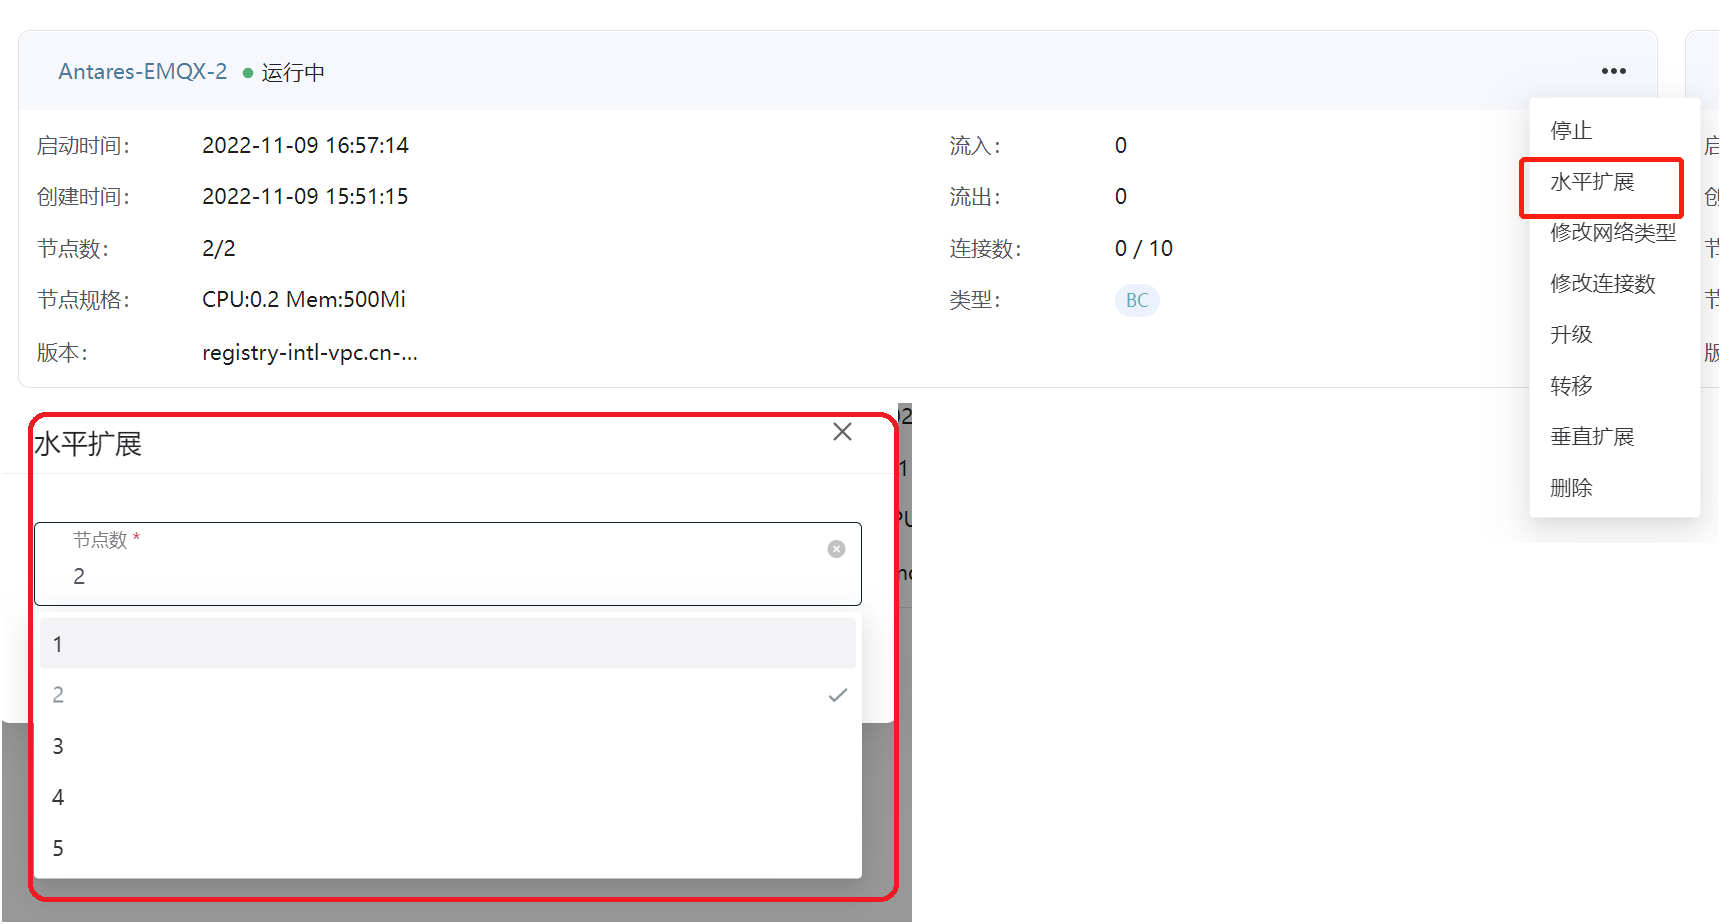 Antares-EMQX-2 运行中
启动时间: 2022-11-09 16:57:14 流入: 0
创建时间: 2022-11-09 15:51:15 流出: 0
节点数: 2/2 连接数: 0 / 10
节点规格: CPU:0.2 Mem:500Mi 类型: BC
版本: registry-intl-vpc.cn-...
停止
水平扩展
修改网络类型
修改连接数
升级
转移
垂直扩展
删除
水平扩展
节点数 *
2
1
2
3
4
5